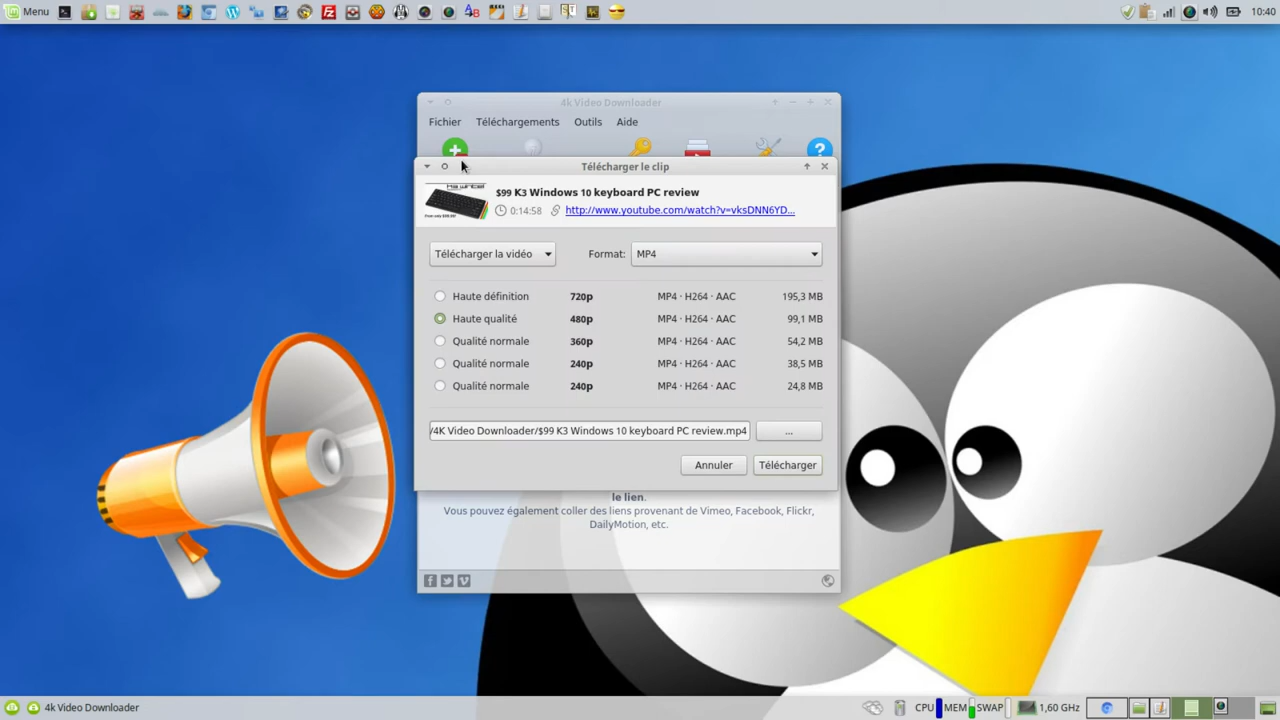 Menu
10:40
4k Video Downloader
Fichier Téléchargements Outils Aide
Télécharger le clip
$99 K3 Windows 10 keyboard PC review
0:14:58 http://www.youtube.com/watch?v=vksDNN6YD...
Télécharger la vidéo Format: MP4
Haute définition 720p MP4 · H264 · AAC 195,3 MB
Haute qualité 480p MP4 · H264 · AAC 99,1 MB
Qualité normale 360p MP4 · H264 · AAC 54,2 MB
Qualité normale 240p MP4 · H264 · AAC 38,5 MB
Qualité normale 240p MP4 · H264 · AAC 24,8 MB
/4K Video Downloader/$99 K3 Windows 10 keyboard PC review.mp4 ...
Annuler Télécharger
le lien.
Vous pouvez également coller des liens provenant de Vimeo, Facebook, Flickr,
DailyMotion, etc.
4k Video Downloader
CPU MEM SWAP 1,60 GHz